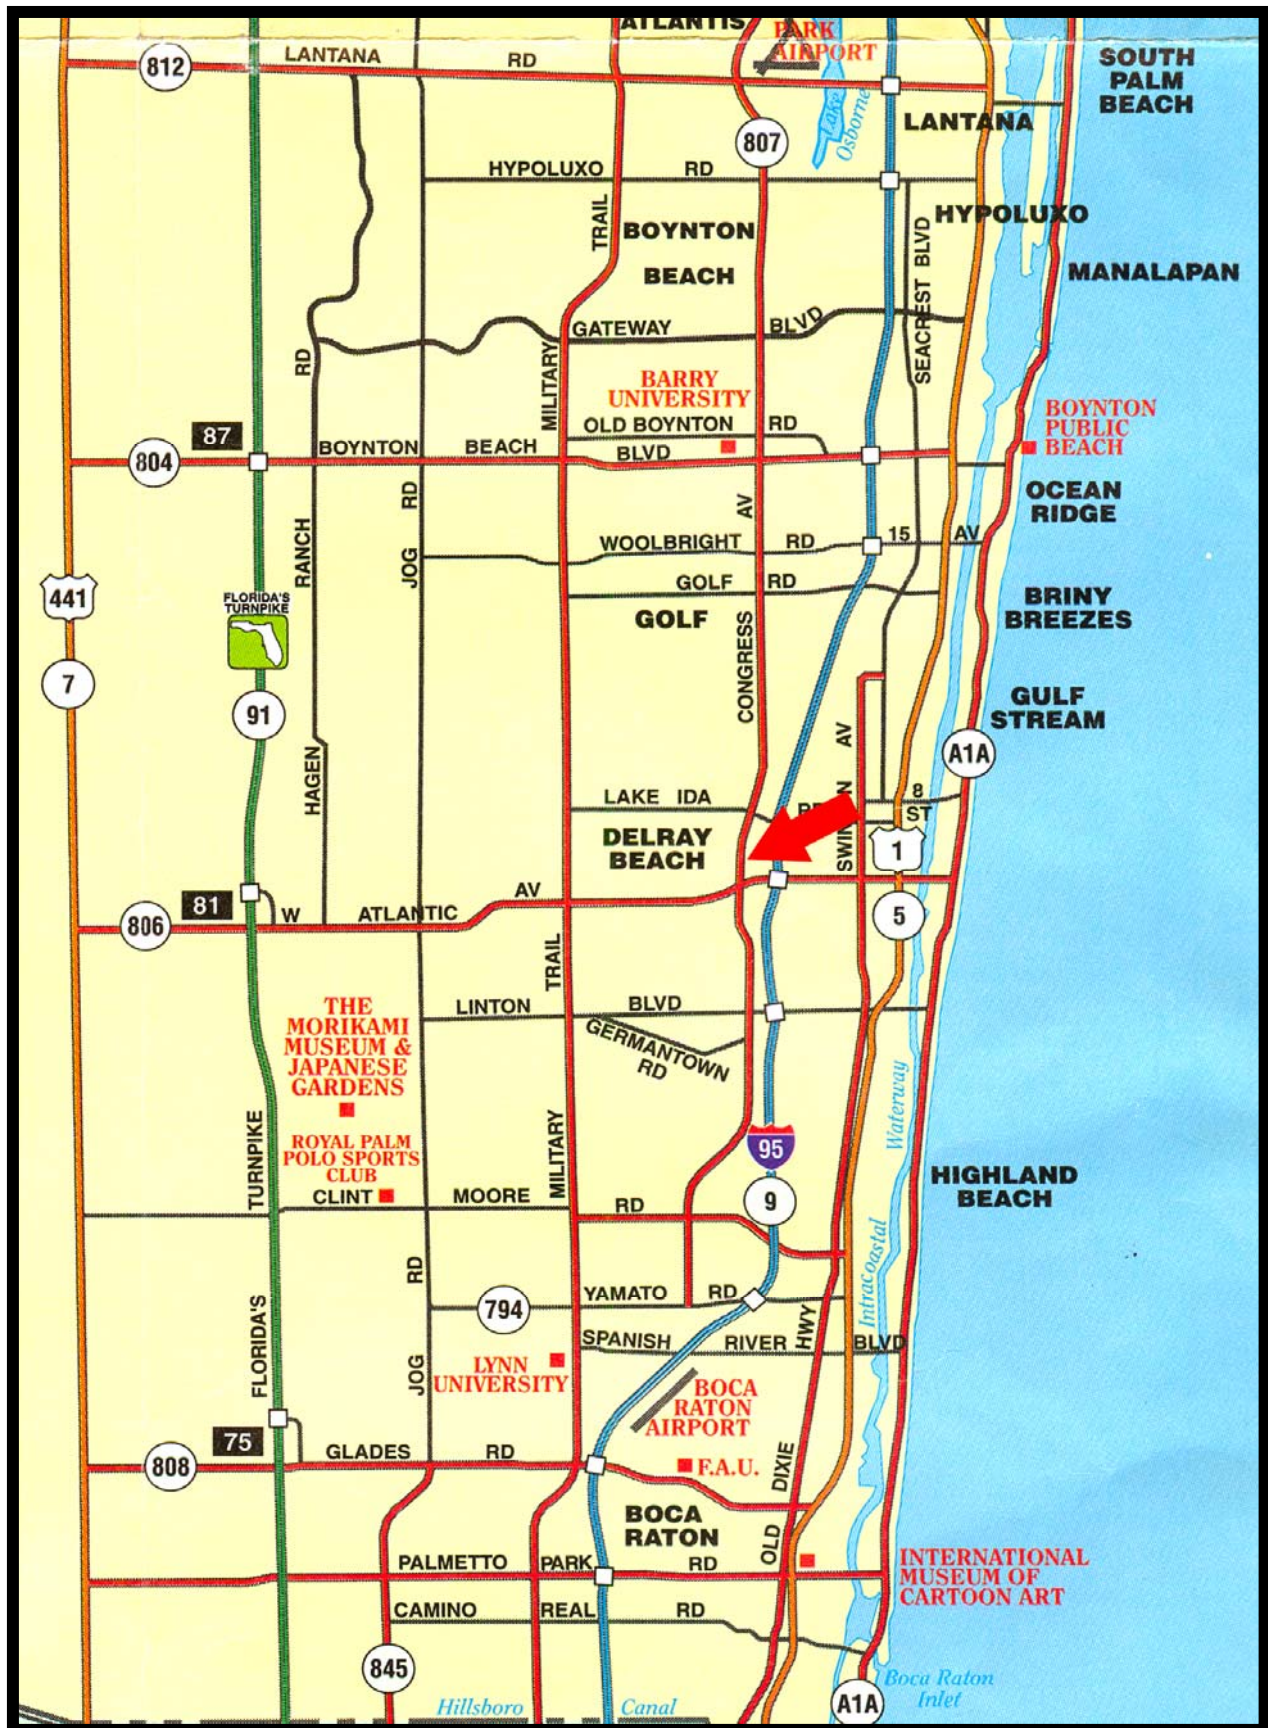 ATLANTIS
PARK
AIRPORT
SOUTH
PALM
BEACH
812
LANTANA
RD
Lake
Osborne
LANTANA
807
HYPOLUXO
RD
TRAIL
BOYNTON
BEACH
SEACREST BLVD
HYPOLUXO
MANALAPAN
GATEWAY
BLVD
RD
MILITARY
BARRY
UNIVERSITY
OLD BOYNTON
RD
BOYNTON
PUBLIC
BEACH
87
804
BOYNTON
BEACH
BLVD
OCEAN
RIDGE
RD
AV
RANCH
JOG
WOOLBRIGHT
RD
15
AV
441
FLORIDA'S
TURNPIKE
GOLF
RD
GOLF
BRINY
BREEZES
7
91
CONGRESS
GULF
STREAM
AV
A1A
HAGEN
LAKE IDA
8
ST
DELRAY
BEACH
1
81
806
W
ATLANTIC
AV
5
TRAIL
THE
MORIKAMI
MUSEUM &
JAPANESE
GARDENS
LINTON
BLVD
GERMANTOWN
RD
Waterway
TURNPIKE
ROYAL PALM
POLO SPORTS
CLUB
MILITARY
95
HIGHLAND
BEACH
CLINT
MOORE
RD
9
Intracoastal
RD
794
YAMATO
RD
FLORIDA'S
SPANISH
RIVER
HWY
BLVD
JOG
LYNN
UNIVERSITY
BOCA
RATON
AIRPORT
75
808
GLADES
RD
F.A.U.
DIXIE
BOCA
RATON
OLD
PALMETTO
PARK
RD
INTERNATIONAL
MUSEUM OF
CARTOON ART
CAMINO
REAL
RD
845
Boca Raton
Inlet
Hillsboro
Canal
A1A